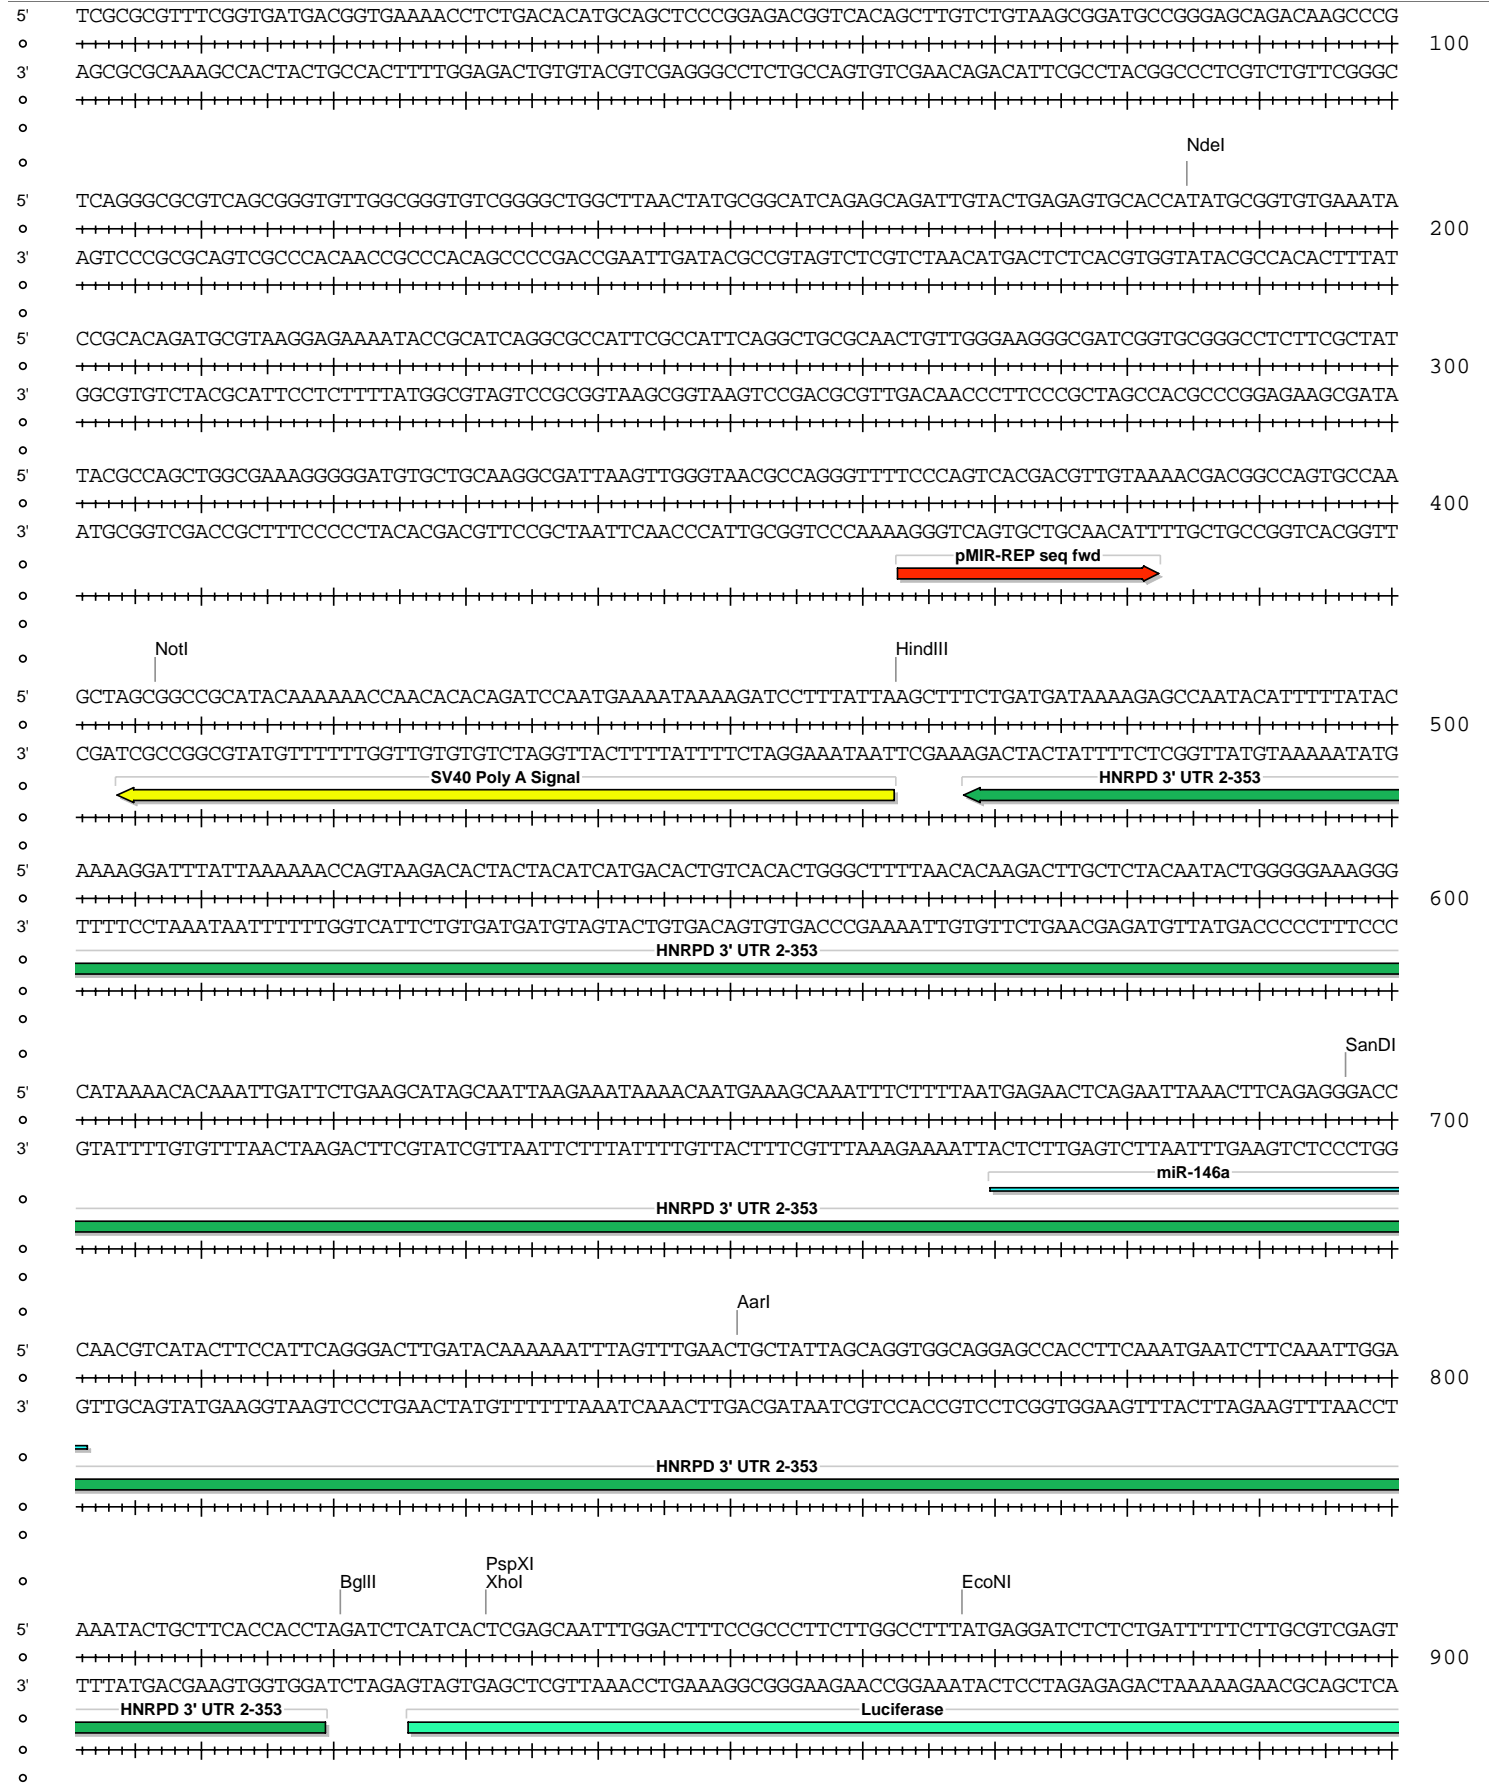 5' TCGCGCGTTTCGGTGATGACGGTGAAAACCTCTGACACATGCAGCTCCCGGAGACGGTCACAGCTTGTCTGTAAGCGGATGCCGGGAGCAGACAAGCCCG
100
3' AGCGCGCAAAGCCACTACTGCCACTTTTGGAGACTGTGTACGTCGAGGGCCTCTGCCAGTGTCGAACAGACATTCGCCTACGGCCCTCGTCTGTTCGGGC
NdeI
5' TCAGGGCGCGTCAGCGGGTGTTGGCGGGTGTCGGGGCTGGCTTAACTATGCGGCATCAGAGCAGATTGTACTGAGAGTGCACCATATGCGGTGTGAAATA
200
3' AGTCCCGCGCAGTCGCCCACAACCGCCCACAGCCCCGACCGAATTGATACGCCGTAGTCTCGTCTAACATGACTCTCACGTGGTATACGCCACACTTTAT
5' CCGCACAGATGCGTAAGGAGAAAATACCGCATCAGGCGCCATTCGCCATTCAGGCTGCGCAACTGTTGGGAAGGGCGATCGGTGCGGGCCTCTTCGCTAT
300
3' GGCGTGTCTACGCATTCCTCTTTTATGGCGTAGTCCGCGGTAAGCGGTAAGTCCGACGCGTTGACAACCCTTCCCGCTAGCCACGCCCGGAGAAGCGATA
5' TACGCCAGCTGGCGAAAGGGGGATGTGCTGCAAGGCGATTAAGTTGGGTAACGCCAGGGTTTTCCCAGTCACGACGTTGTAAAACGACGGCCAGTGCCAA
400
3' ATGCGGTCGACCGCTTTCCCCCTACACGACGTTCCGCTAATTCAACCCATTGCGGTCCCAAAAGGGTCAGTGCTGCAACATTTTGCTGCCGGTCACGGTT
pMIR-REP seq fwd
NotI HindIII
5' GCTAGCGGCCGCATACAAAAAACCAACACACAGATCCAATGAAAATAAAAGATCCTTTATTAAGCTTTCTGATGATAAAAGAGCCAATACATTTTTATAC
500
3' CGATCGCCGGCGTATGTTTTTTGGTTGTGTGTCTAGGTTACTTTTATTTTCTAGGAAATAATTCGAAAGACTACTATTTTCTCGGTTATGTAAAAATATG
SV40 Poly A Signal HNRPD 3' UTR 2-353
5' AAAAGGATTTATTAAAAAACCAGTAAGACACTACTACATCATGACACTGTCACACTGGGCTTTTAACACAAGACTTGCTCTACAATACTGGGGGAAAGGG
600
3' TTTTCCTAAATAATTTTTTGGTCATTCTGTGATGATGTAGTACTGTGACAGTGTGACCCGAAAATTGTGTTCTGAACGAGATGTTATGACCCCCTTTCCC
HNRPD 3' UTR 2-353
SanDI
5' CATAAAACACAAATTGATTCTGAAGCATAGCAATTAAGAAATAAAACAATGAAAGCAAATTTCTTTTAATGAGAACTCAGAATTAAACTTCAGAGGGACC
700
3' GTATTTTGTGTTTAACTAAGACTTCGTATCGTTAATTCTTTATTTTGTTACTTTCGTTTAAAGAAAATTACTCTTGAGTCTTAATTTGAAGTCTCCCTGG
miR-146a
HNRPD 3' UTR 2-353
AarI
5' CAACGTCATACTTCCATTCAGGGACTTGATACAAAAAATTTAGTTTGAACTGCTATTAGCAGGTGGCAGGAGCCACCTTCAAATGAATCTTCAAATTGGA
800
3' GTTGCAGTATGAAGGTAAGTCCCTGAACTATGTTTTTTAAATCAAACTTGACGATAATCGTCCACCGTCCTCGGTGGAAGTTTACTTAGAAGTTTAACCT
HNRPD 3' UTR 2-353
PspXI
BglII XhoI EcoNI
5' AAATACTGCTTCACCACCTAGATCTCATCACTCGAGCAATTTGGACTTTCCGCCCTTCTTGGCCTTTATGAGGATCTCTCTGATTTTTCTTGCGTCGAGT
900
3' TTTATGACGAAGTGGTGGATCTAGAGTAGTGAGCTCGTTAAACCTGAAAGGCGGGAAGAACCGGAAATACTCCTAGAGAGACTAAAAAGAACGCAGCTCA
HNRPD 3' UTR 2-353 Luciferase